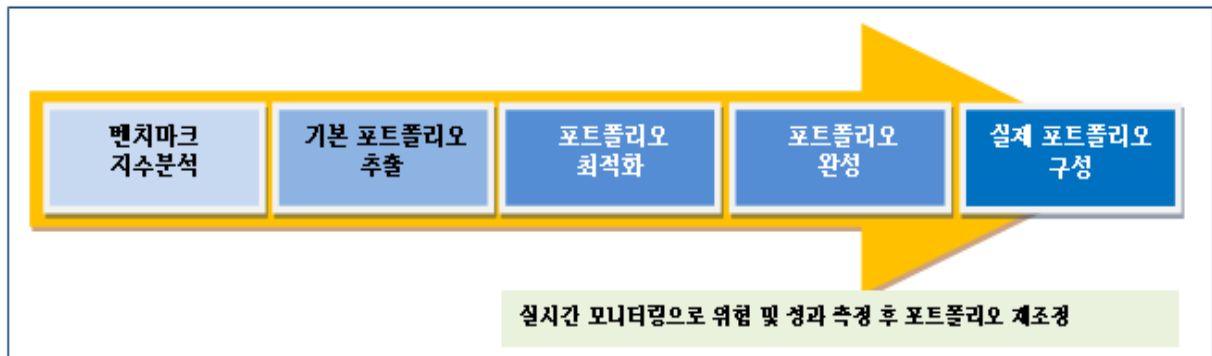 벤치마크
지수분석
기본 포트폴리오
추출
포트폴리오
최적화
포트폴리오
완성
실제 포트폴리오
구성
실시간 모니터링으로 위험 및 성과 측정 후 포트폴리오 재조정